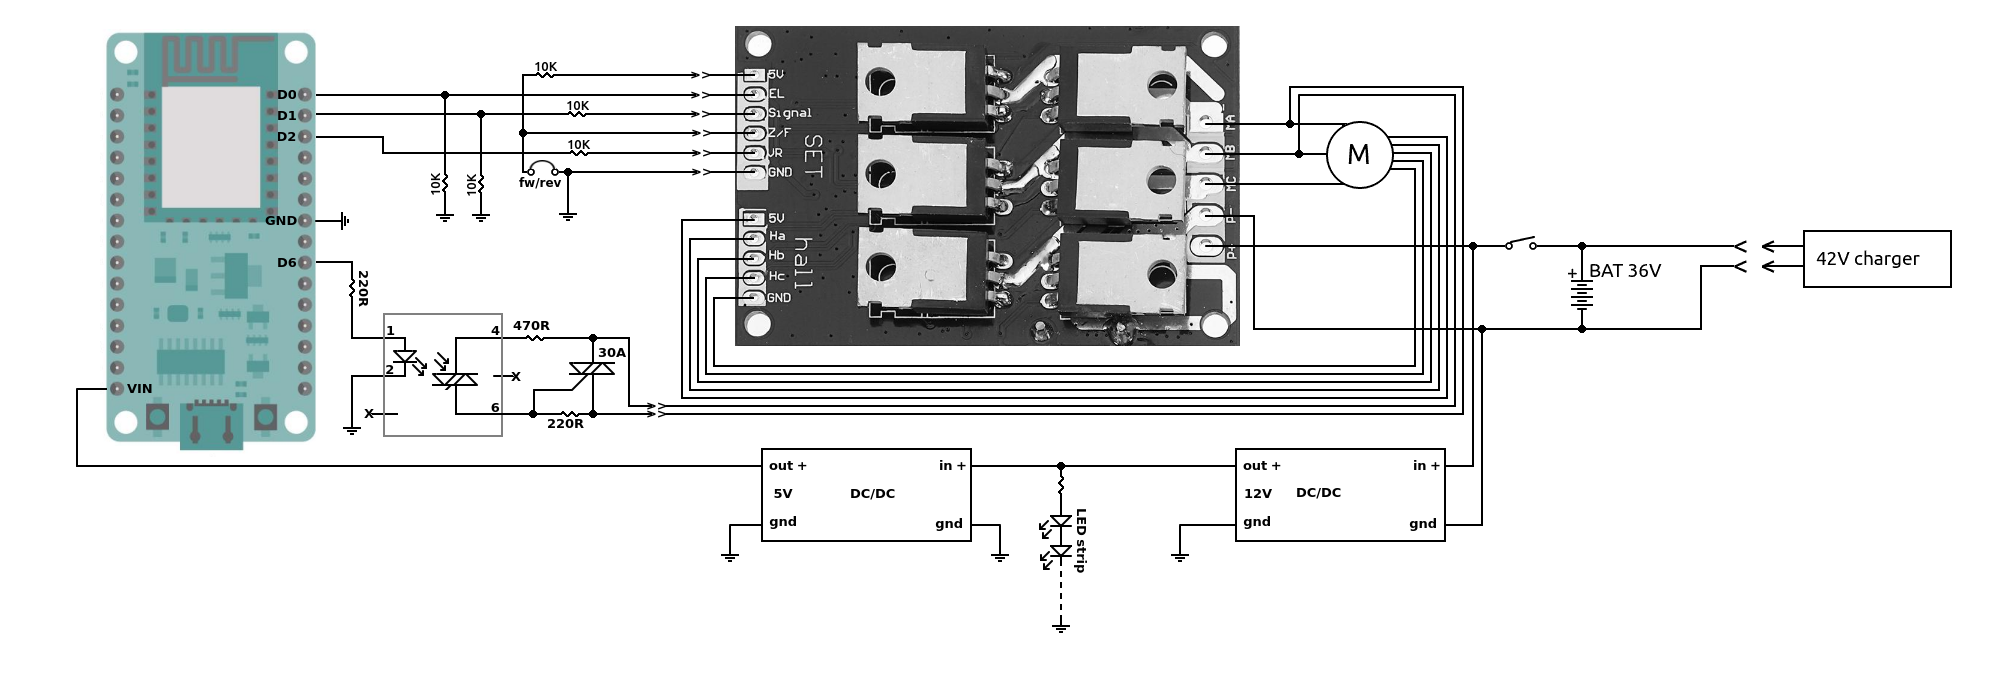 D0
D1
D2
GND
D6
VIN
10K
10K
10K
10K
10K
fw/rev
5V
EL
Signal
Z/F
VR
GND
SET
5V
Ha
Hb
Hc
GND
hall
MA
MB
MC
P-
P+
M
+
BAT 36V
42V charger
220R
1
2
4
6
X
X
470R
30A
220R
out +
in +
5V
DC/DC
gnd
gnd
LED strip
out +
in +
12V
DC/DC
gnd
gnd